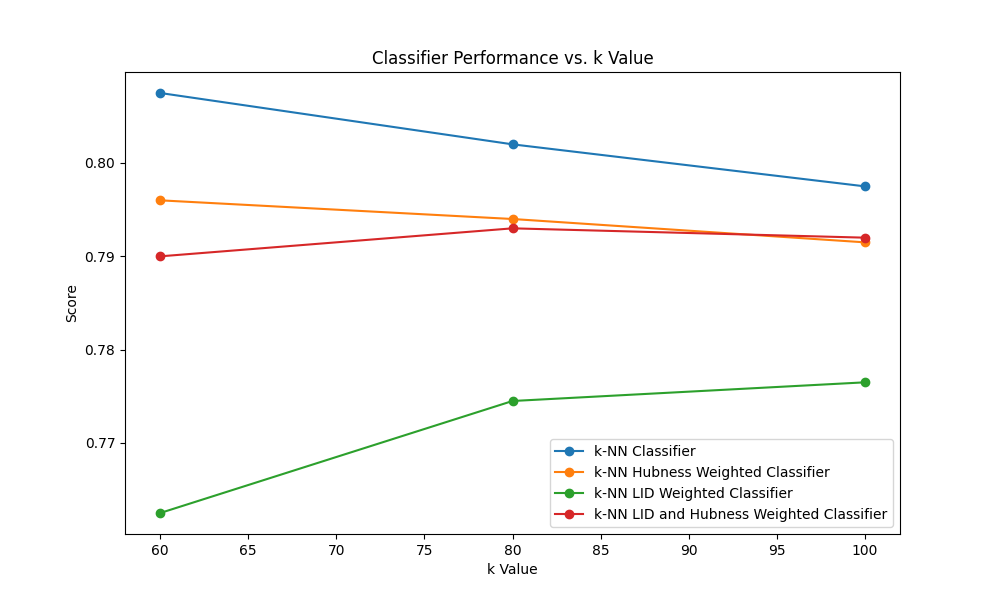 Classifier Performance vs. k Value
0.80
0.79
0.78
0.77
Score
60 65 70 75 80 85 90 95 100
k Value
k-NN Classifier
k-NN Hubness Weighted Classifier
k-NN LID Weighted Classifier
k-NN LID and Hubness Weighted Classifier